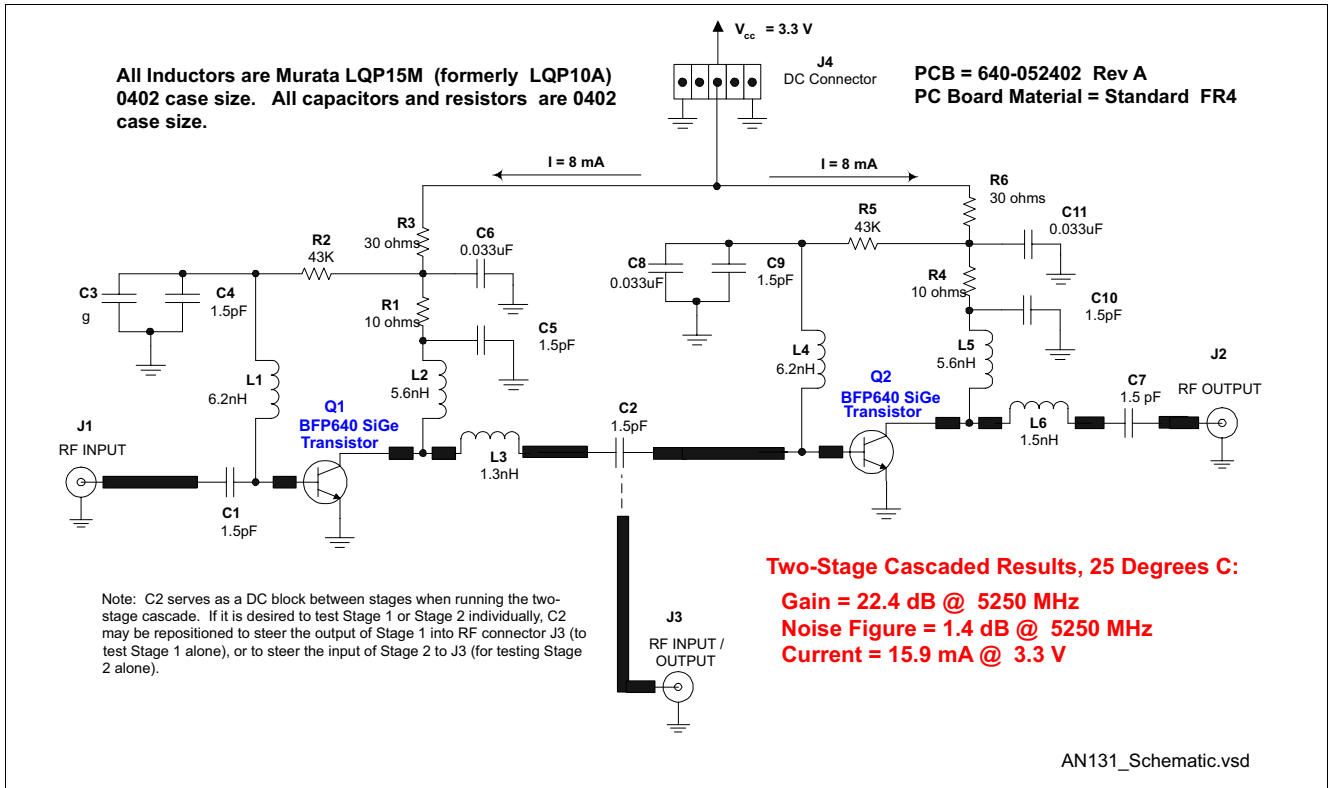 V_cc = 3.3 V
J4
DC Connector
All Inductors are Murata LQP15M (formerly LQP10A)
0402 case size. All capacitors and resistors are 0402
case size.
PCB = 640-052402 Rev A
PC Board Material = Standard FR4
I = 8 mA
I = 8 mA
R3
30 ohms
R6
30 ohms
R2
43K
C6
0.033uF
R5
43K
C11
0.033uF
C3
g
C4
1.5pF
R1
10 ohms
C5
1.5pF
C8
0.033uF
C9
1.5pF
R4
10 ohms
C10
1.5pF
L1
6.2nH
L2
5.6nH
L4
6.2nH
L5
5.6nH
Q1
BFP640 SiGe
Transistor
C2
1.5pF
Q2
BFP640 SiGe
Transistor
C7
1.5 pF
J2
RF OUTPUT
J1
RF INPUT
L3
1.3nH
L6
1.5nH
C1
1.5pF
Note: C2 serves as a DC block between stages when running the two-
stage cascade. If it is desired to test Stage 1 or Stage 2 individually, C2
may be repositioned to steer the output of Stage 1 into RF connector J3 (to
test Stage 1 alone), or to steer the input of Stage 2 to J3 (for testing Stage
2 alone).
J3
RF INPUT /
OUTPUT
Two-Stage Cascaded Results, 25 Degrees C:
Gain = 22.4 dB @ 5250 MHz
Noise Figure = 1.4 dB @ 5250 MHz
Current = 15.9 mA @ 3.3 V
AN131_Schematic.vsd